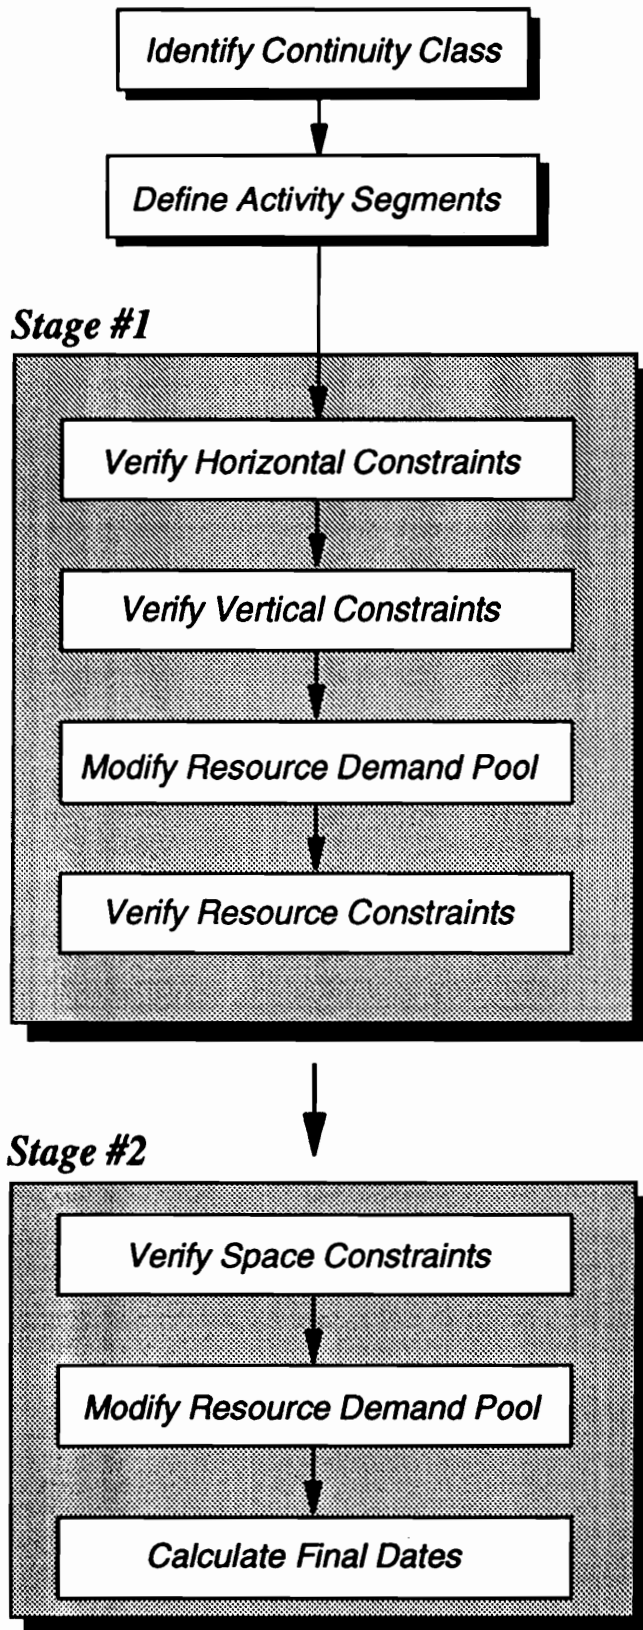 Identify Continuity Class
Define Activity Segments
Stage #1
Verify Horizontal Constraints
Verify Vertical Constraints
Modify Resource Demand Pool
Verify Resource Constraints
Stage #2
Verify Space Constraints
Modify Resource Demand Pool
Calculate Final Dates